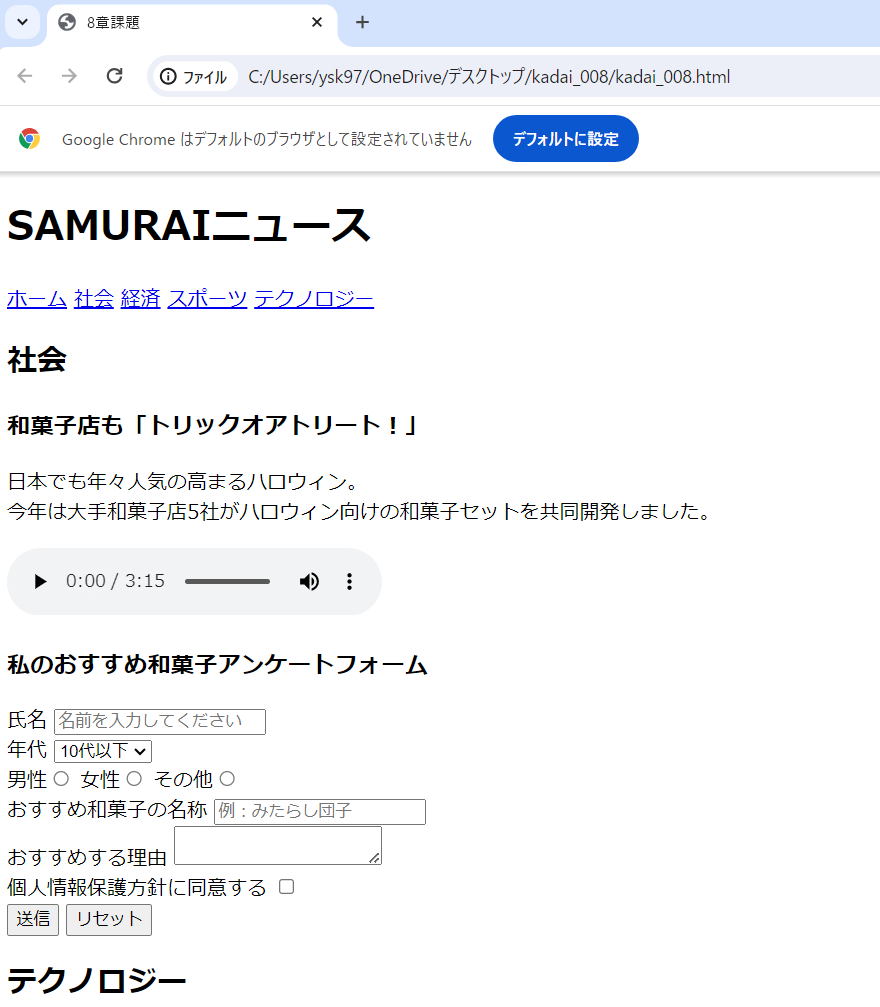 8章課題
ファイル C:/Users/ysk97/OneDrive/デスクトップ/kadai_008/kadai_008.html
Google Chrome はデフォルトのブラウザとして設定されていません デフォルトに設定
SAMURAIニュース
ホーム 社会 経済 スポーツ テクノロジー
社会
和菓子店も「トリックオアトリート！」
日本でも年々人気の高まるハロウィン。
今年は大手和菓子店5社がハロウィン向けの和菓子セットを共同開発しました。
0:00 / 3:15
私のおすすめ和菓子アンケートフォーム
氏名 名前を入力してください
年代 10代以下
男性 女性 その他
おすすめ和菓子の名称 例：みたらし団子
おすすめする理由
個人情報保護方針に同意する
送信 リセット
テクノロジー